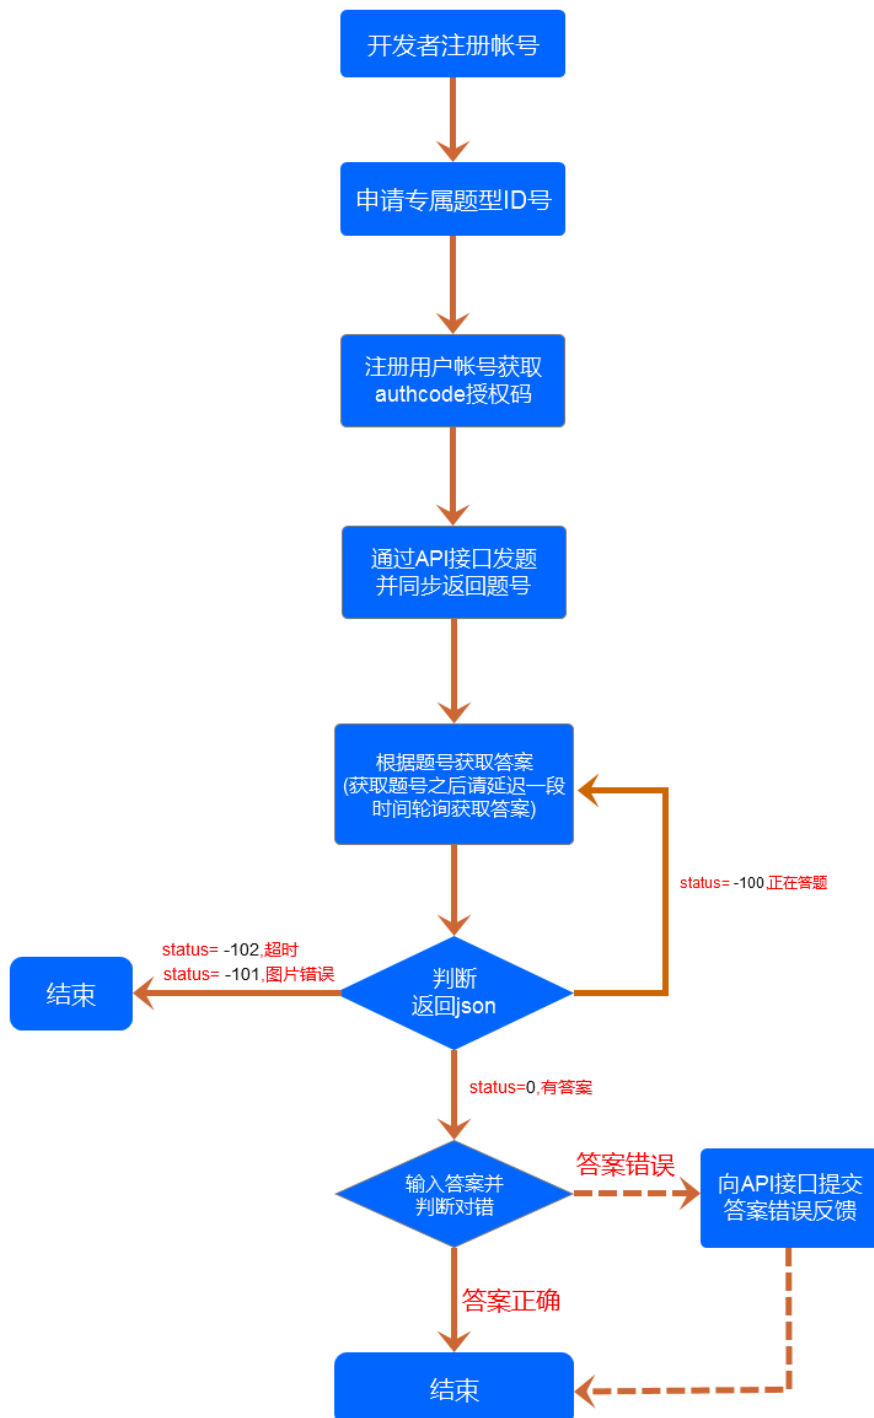 开发者注册帐号
申请专属题型ID号
注册用户帐号获取
authcode授权码
通过API接口发题
并同步返回题号
根据题号获取答案
(获取题号之后请延迟一段
时间轮询获取答案)
status= -100,正在答题
status= -102,超时
status= -101,图片错误
结束
判断
返回json
status=0,有答案
答案错误
输入答案并
判断对错
向API接口提交
答案错误反馈
答案正确
结束